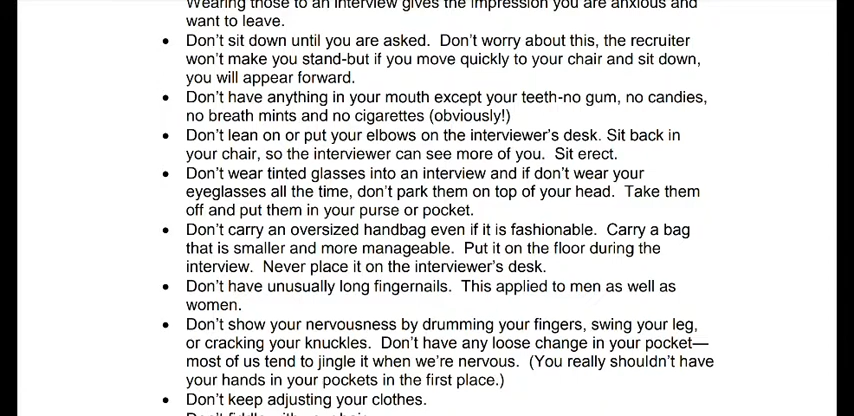 Wearing those to an interview gives the impression you are anxious and
want to leave.
• Don't sit down until you are asked.  Don't worry about this, the recruiter
won't make you stand-but if you move quickly to your chair and sit down,
you will appear forward.
• Don't have anything in your mouth except your teeth-no gum, no candies,
no breath mints and no cigarettes (obviously!)
• Don't lean on or put your elbows on the interviewer's desk. Sit back in
your chair, so the interviewer can see more of you.  Sit erect.
• Don't wear tinted glasses into an interview and if don't wear your
eyeglasses all the time, don't park them on top of your head.  Take them
off and put them in your purse or pocket.
• Don't carry an oversized handbag even if it is fashionable.  Carry a bag
that is smaller and more manageable.  Put it on the floor during the
interview.  Never place it on the interviewer's desk.
• Don't have unusually long fingernails.  This applied to men as well as
women.
• Don't show your nervousness by drumming your fingers, swing your leg,
or cracking your knuckles.  Don't have any loose change in your pocket—
most of us tend to jingle it when we're nervous.  (You really shouldn't have
your hands in your pockets in the first place.)
• Don't keep adjusting your clothes.